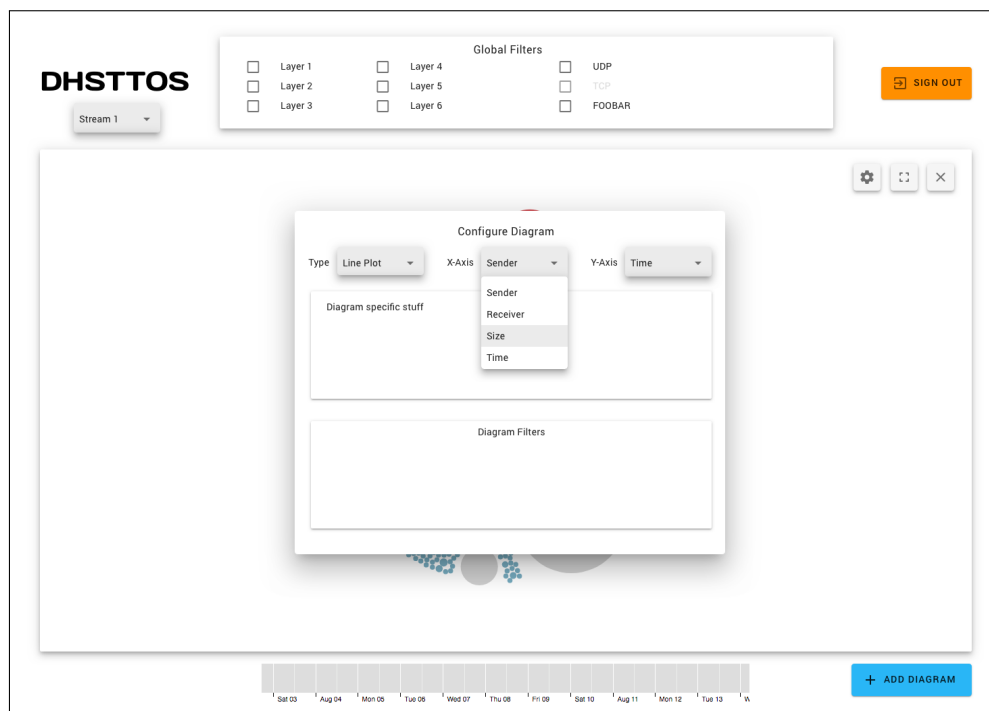 Global Filters
Layer 1 Layer 4 UDP
DHSTTOS
Layer 2 Layer 5 TCP
SIGN OUT
Layer 3 Layer 6 FOOBAR
Stream 1
Configure Diagram
Type Line Plot X-Axis Sender Y-Axis Time
Sender
Receiver
Size
Time
Diagram specific stuff
Diagram Filters
ADD DIAGRAM
Sat 03 Aug 04 Mon 05 Tue 06 Wed 07 Thu 08 Fri 09 Sat 10 Aug 11 Mon 12 Tue 13